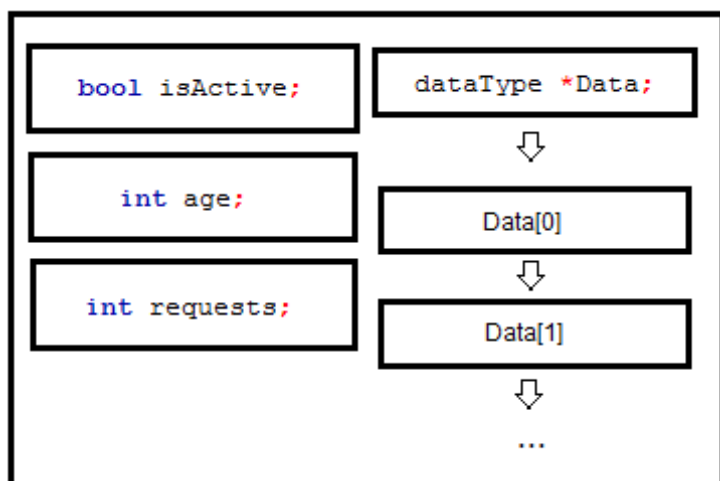 bool isActive;
int age;
int requests;
dataType *Data;
Data[0]
Data[1]
...